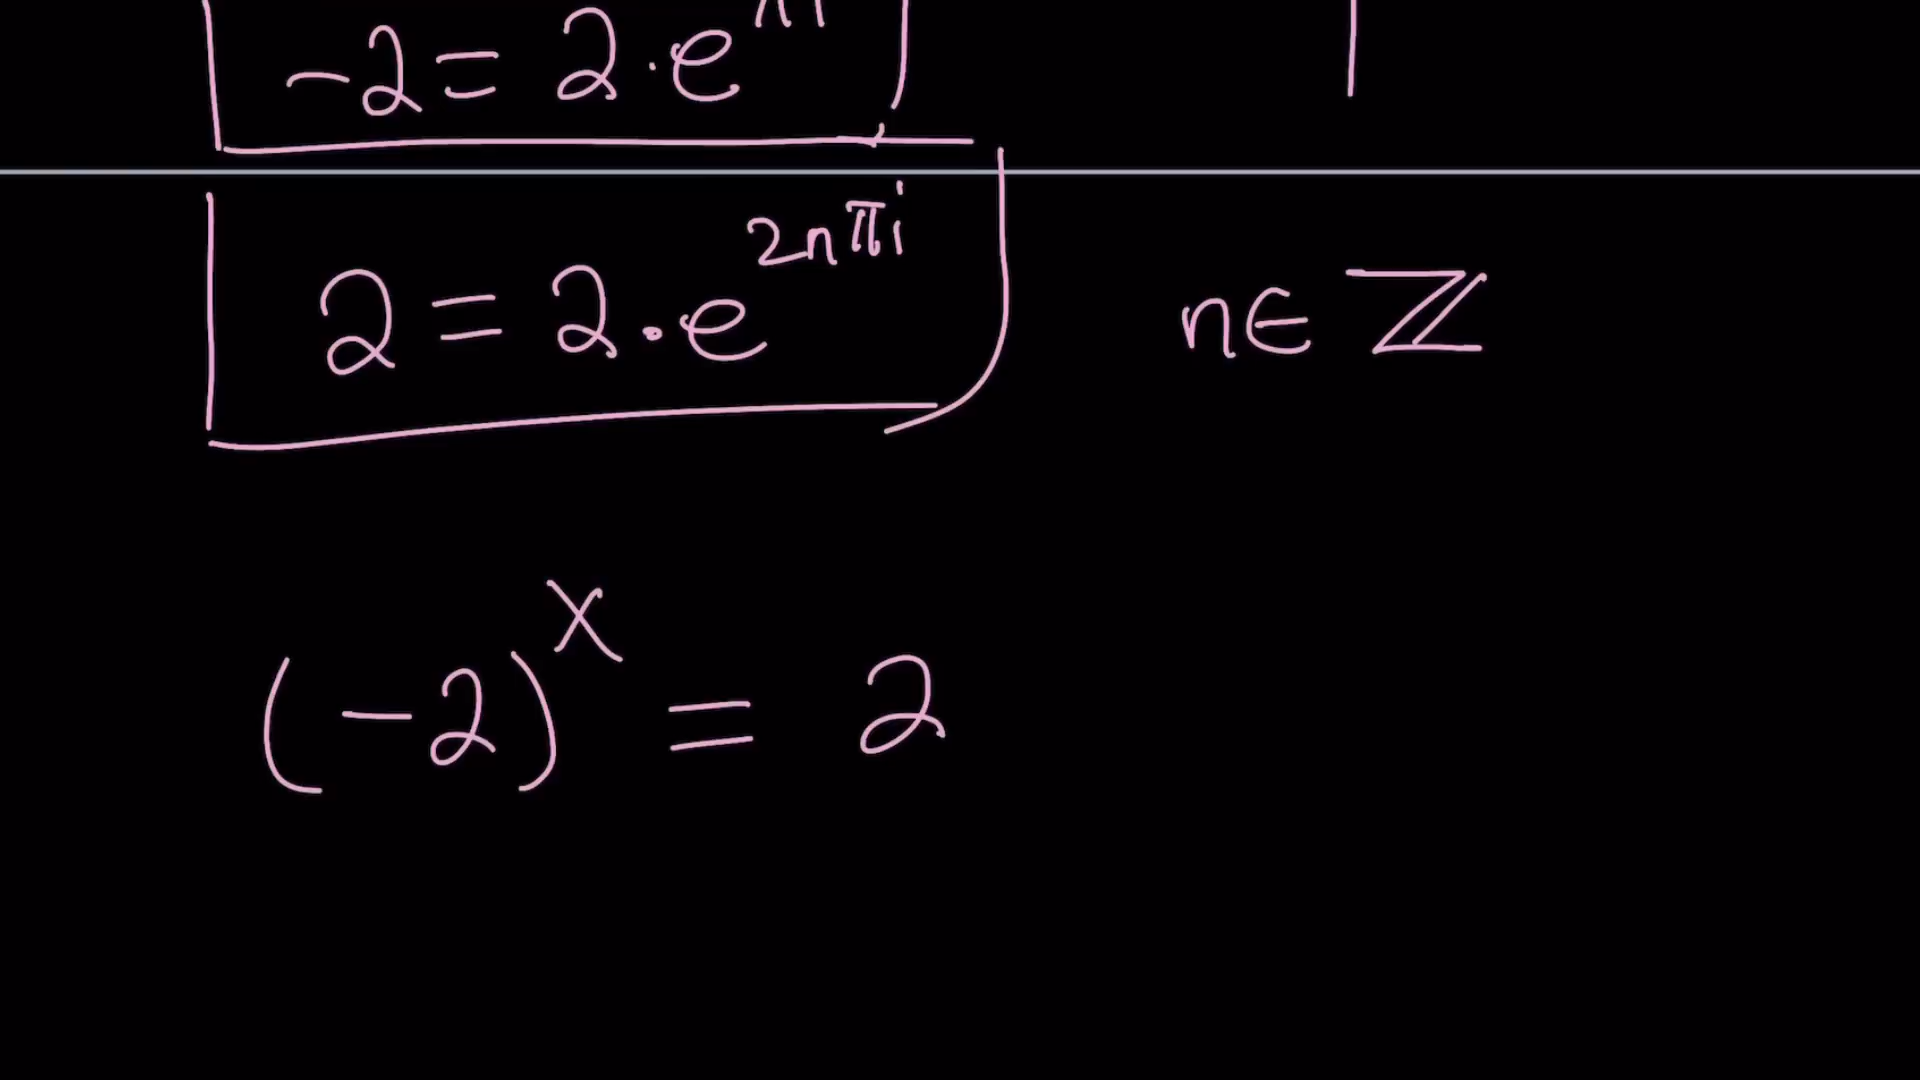 -2 = 2·e^πi
2 = 2·e^2nπi n∈ℤ
(-2)^x = 2